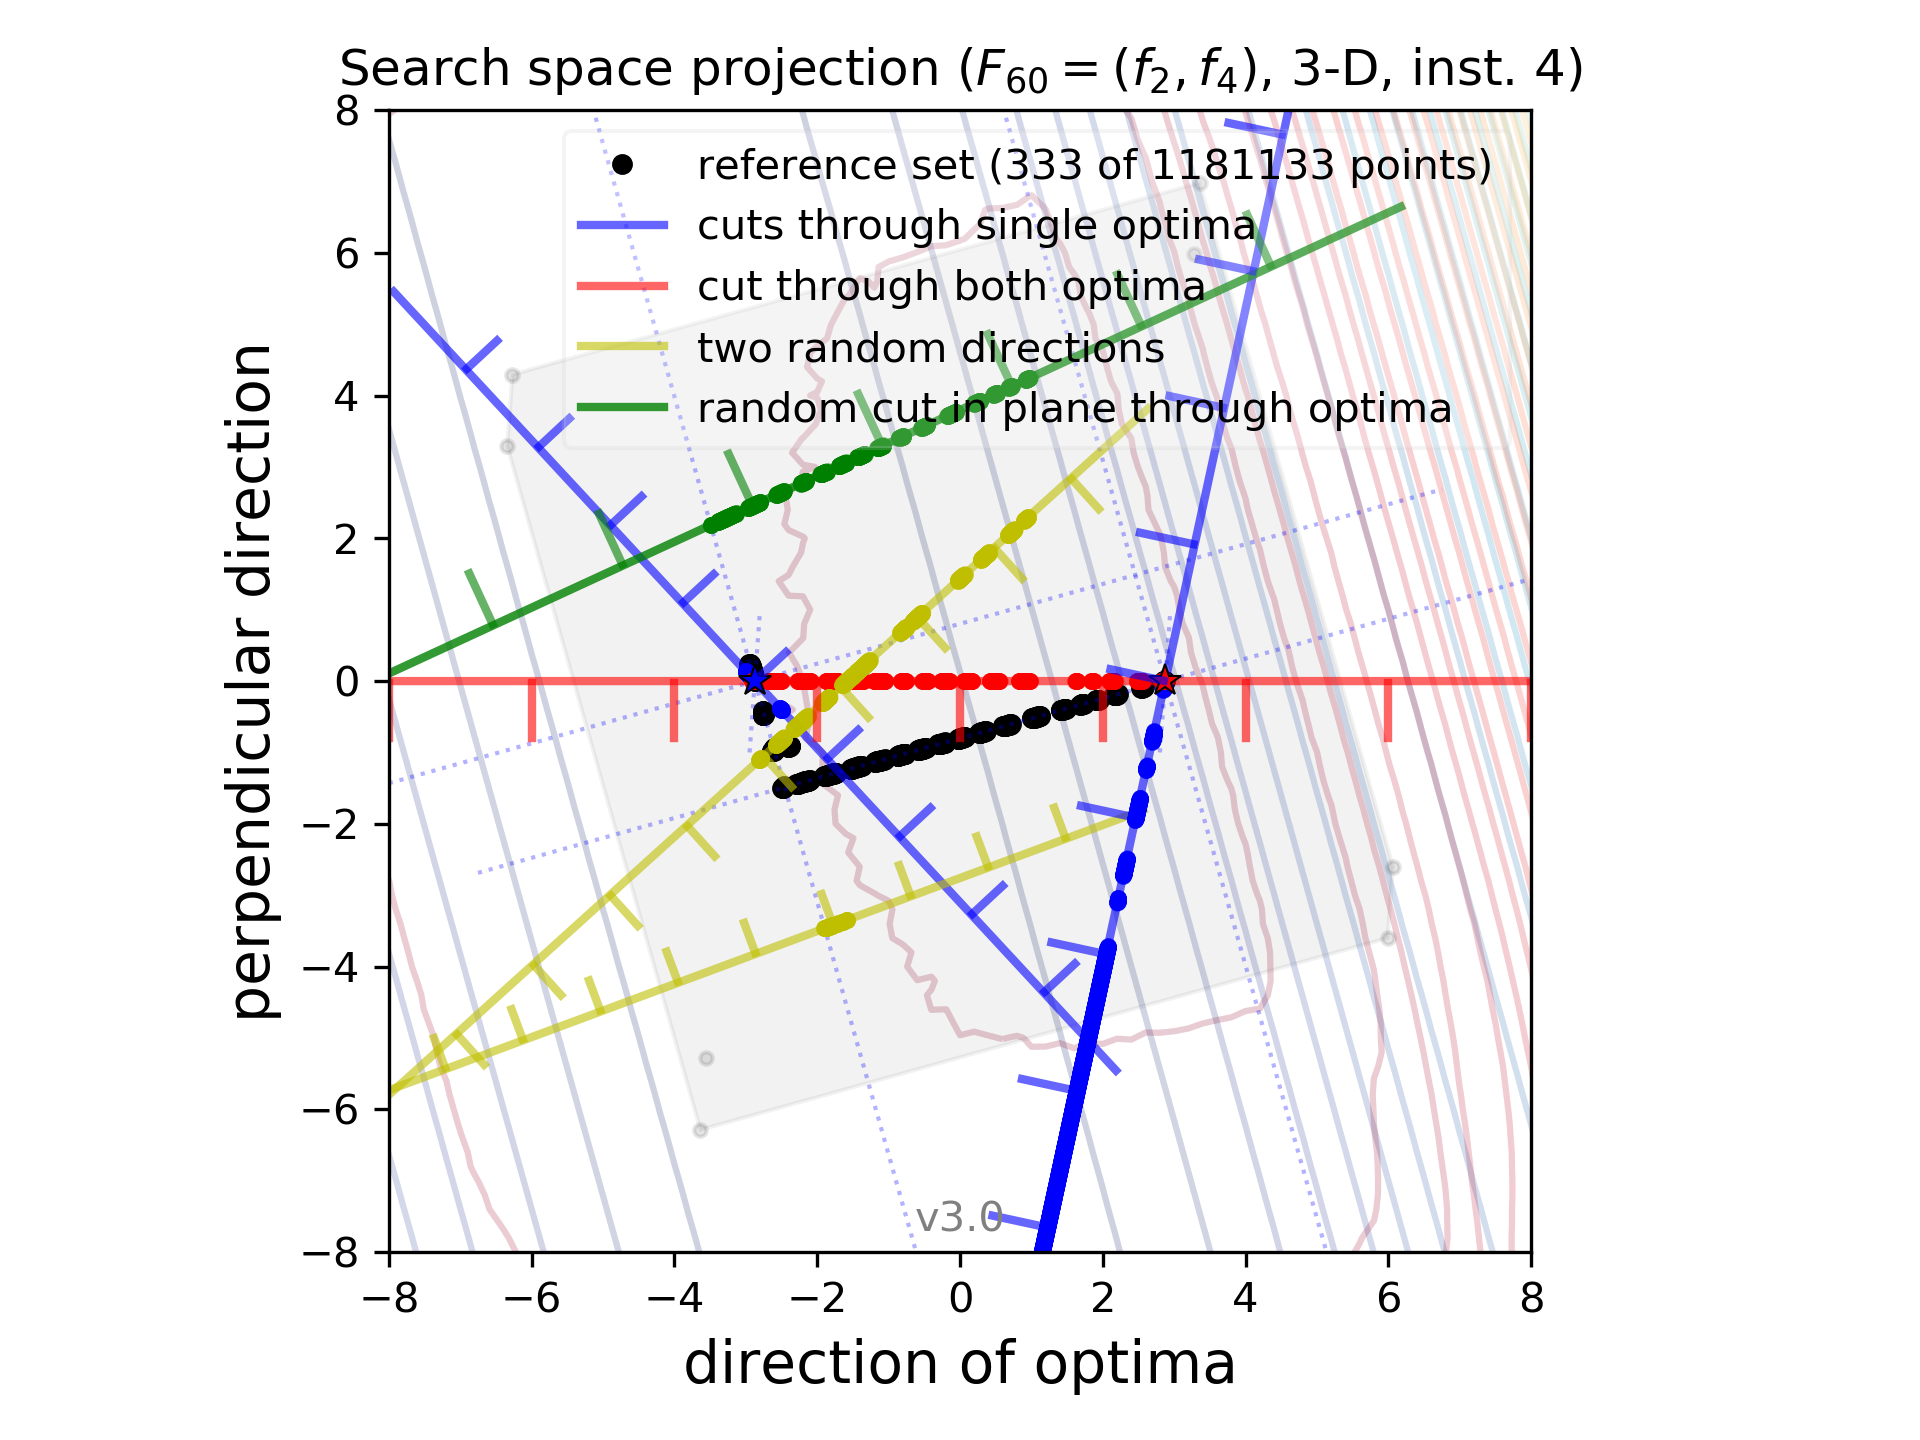 Search space projection (F₆₀ = (f₂, f₄), 3-D, inst. 4)
reference set (333 of 1181133 points)
cuts through single optima
cut through both optima
two random directions
random cut in plane through optima
perpendicular direction
8
6
4
2
0
−2
−4
−6
−8
v3.0
−8 −6 −4 −2 0 2 4 6 8
direction of optima